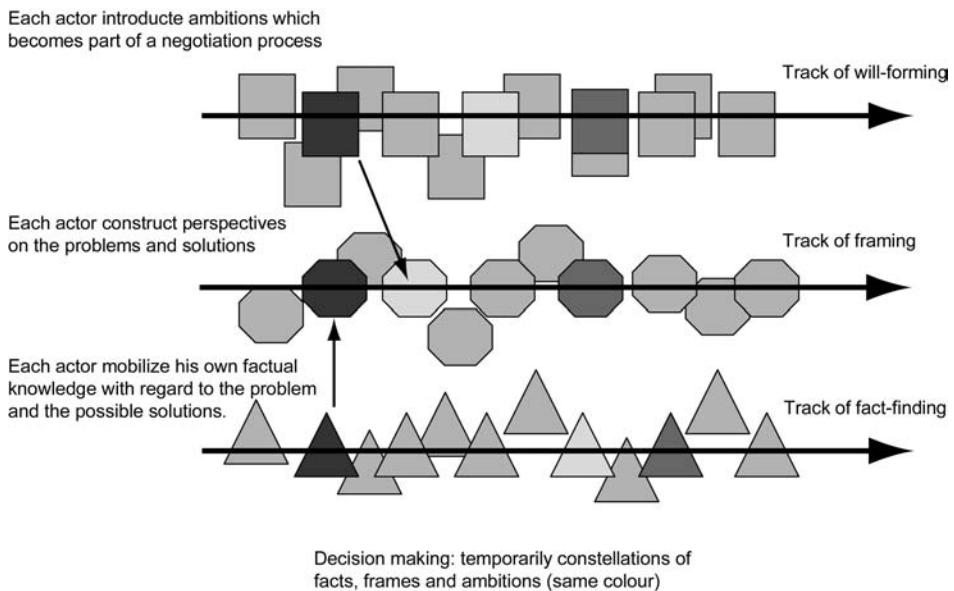 Each actor introducte ambitions which
becomes part of a negotiation process
Track of will-forming
Each actor construct perspectives
on the problems and solutions
Track of framing
Each actor mobilize his own factual
knowledge with regard to the problem
and the possible solutions.
Track of fact-finding
Decision making: temporarily constellations of
facts, frames and ambitions (same colour)